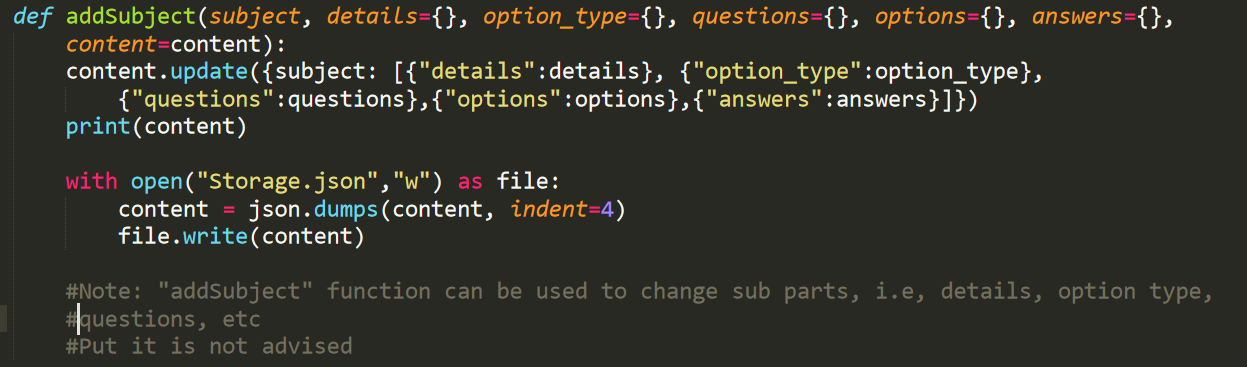 def addSubject(subject, details={}, option_type={}, questions={}, options={}, answers={},
content=content):
content.update({subject: [{"details":details}, {"option_type":option_type},
{"questions":questions},{"options":options},{"answers":answers}]})
print(content)
with open("Storage.json","w") as file:
content = json.dumps(content, indent=4)
file.write(content)
#Note: "addSubject" function can be used to change sub parts, i.e, details, option type,
#questions, etc
#Put it is not advised